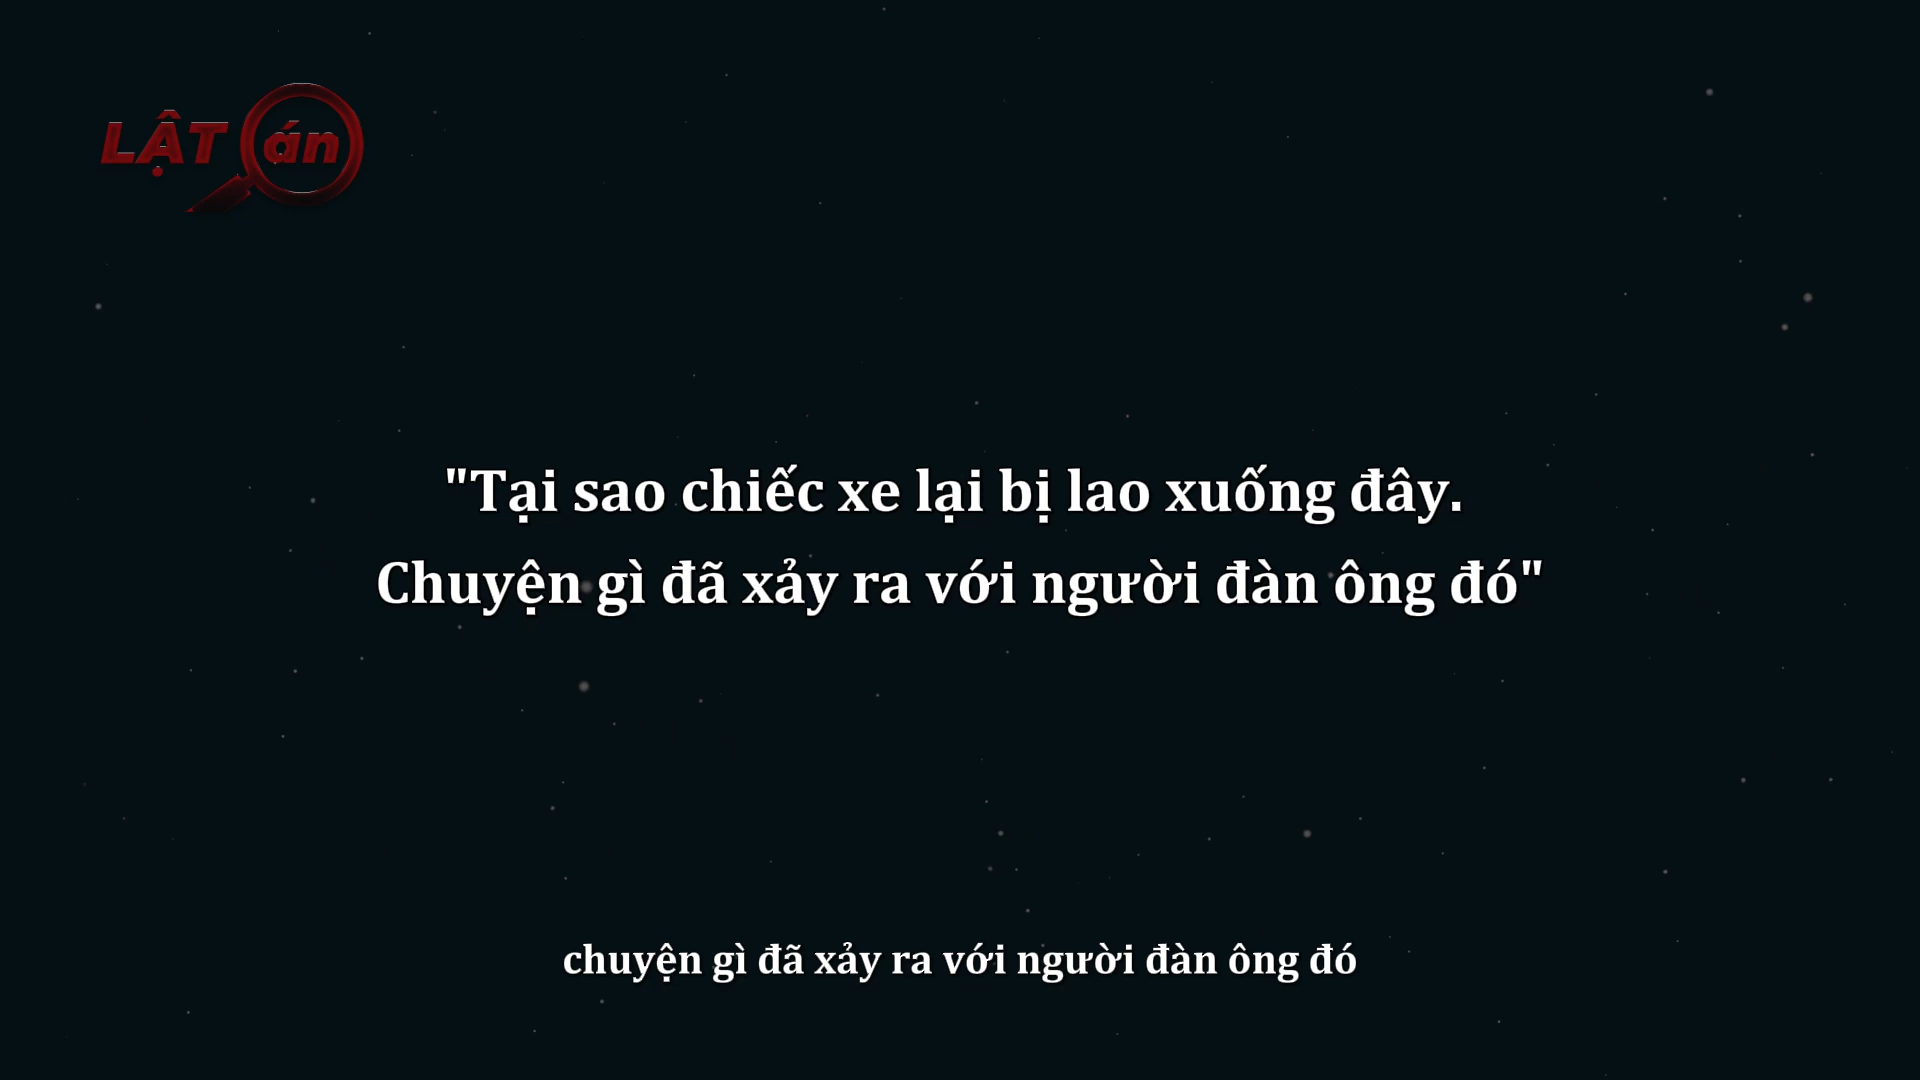 LẬT án
"Tại sao chiếc xe lại bị lao xuống đây.
Chuyện gì đã xảy ra với người đàn ông đó"
chuyện gì đã xảy ra với người đàn ông đó